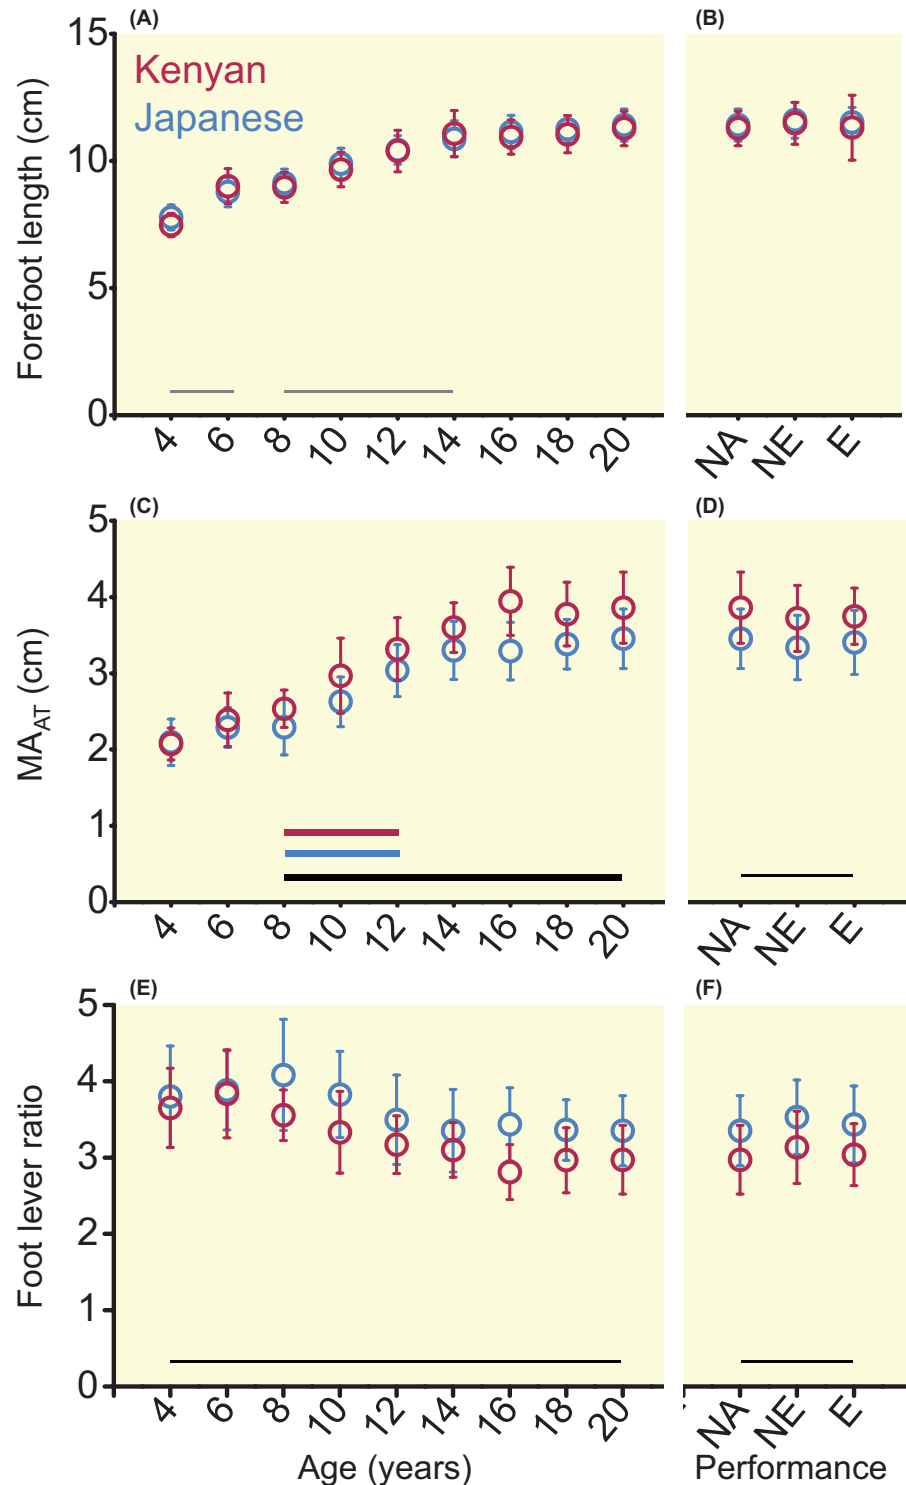 (A)
(B)
Kenyan
Japanese
Forefoot length (cm)
15
10
5
0
4 6 8 10 12 14 16 18 20
NA NE E
(C)
(D)
MA_AT (cm)
5
4
3
2
1
0
4 6 8 10 12 14 16 18 20
NA NE E
(E)
(F)
Foot lever ratio
5
4
3
2
1
0
4 6 8 10 12 14 16 18 20
NA NE E
Age (years)
Performance